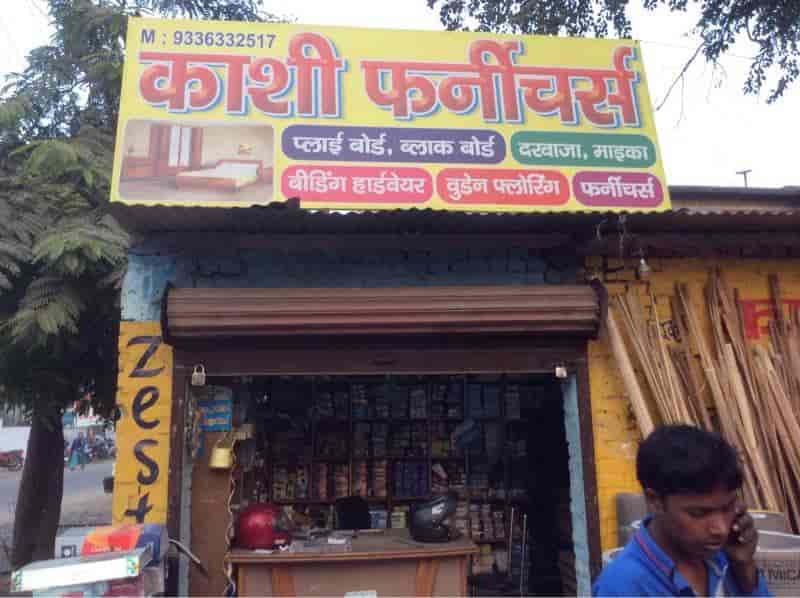 M : 9336332517
काशी फर्नीचर्स
प्लाई बोर्ड, ब्लाक बोर्ड
दरवाजा, माइका
बीडिंग हार्डवेयर
वुडेन फ्लोरिंग
फर्नीचर्स
Zest